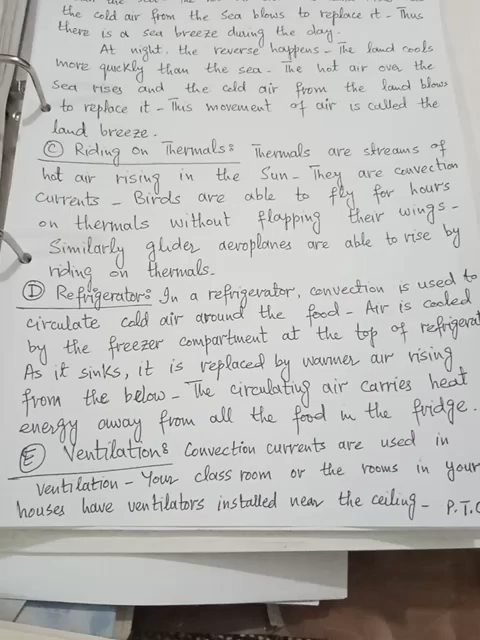 the cold air from the sea blows to replace it - Thus
there is a sea breeze during the day.
At night, the reverse happens - The land cools
more quickly than the sea - The hot air over the
sea rises and the cold air from the land blows
to replace it - This movement of air is called the
land breeze -
(C) Riding on Thermals: Thermals are streams of
hot air rising in the Sun - They are convection
currents - Birds are able to fly for hours
on thermals without flapping their wings -
Similarly glider aeroplanes are able to rise by
riding on thermals -
(D) Refrigerator: In a refrigerator, convection is used to
circulate cold air around the food - Air is cooled
by the freezer compartment at the top of refrigerat
As it sinks, it is replaced by warmer air rising
from the below - The circulating air carries heat
energy away from all the food in the fridge.
(E) Ventilation: Convection currents are used in
ventilation - Your class room or the rooms in your
houses have ventilators installed near the ceiling - P.T.O